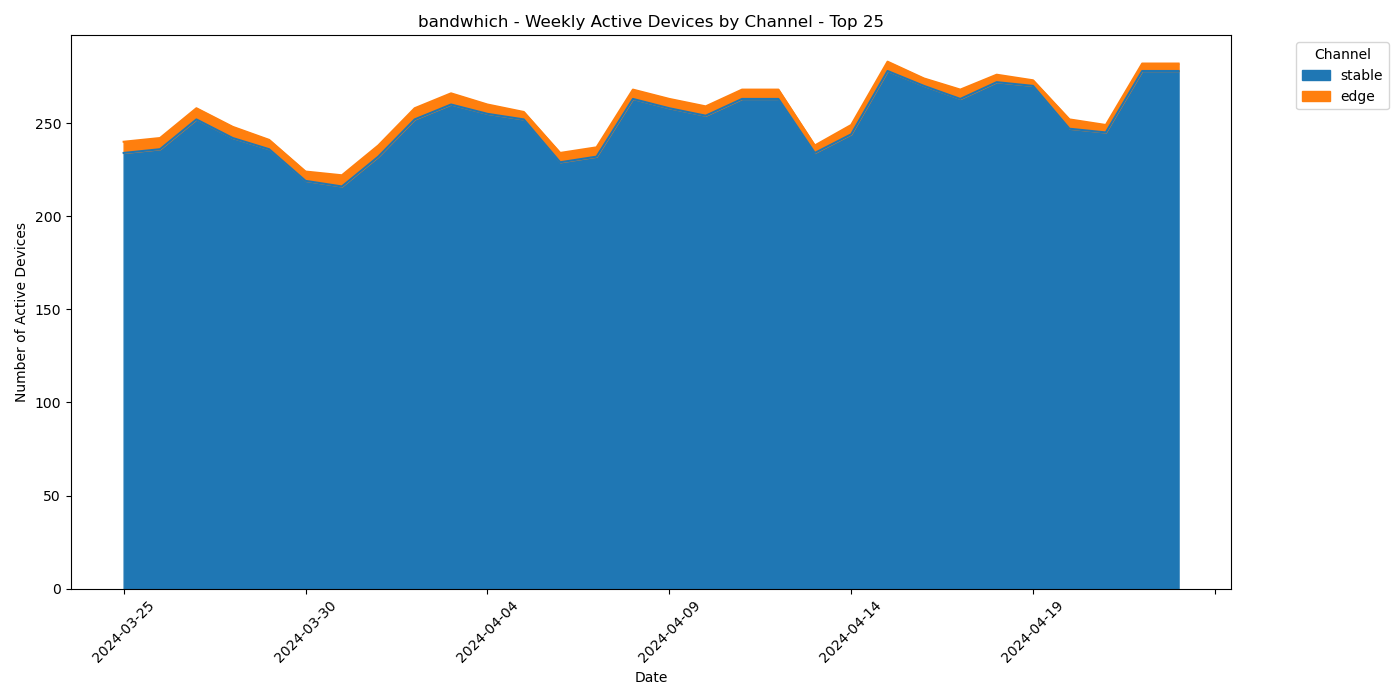 bandwhich - Weekly Active Devices by Channel - Top 25
Channel
stable
edge
Number of Active Devices
250
200
150
100
50
0
2024-03-25
2024-03-30
2024-04-04
2024-04-09
2024-04-14
2024-04-19
Date